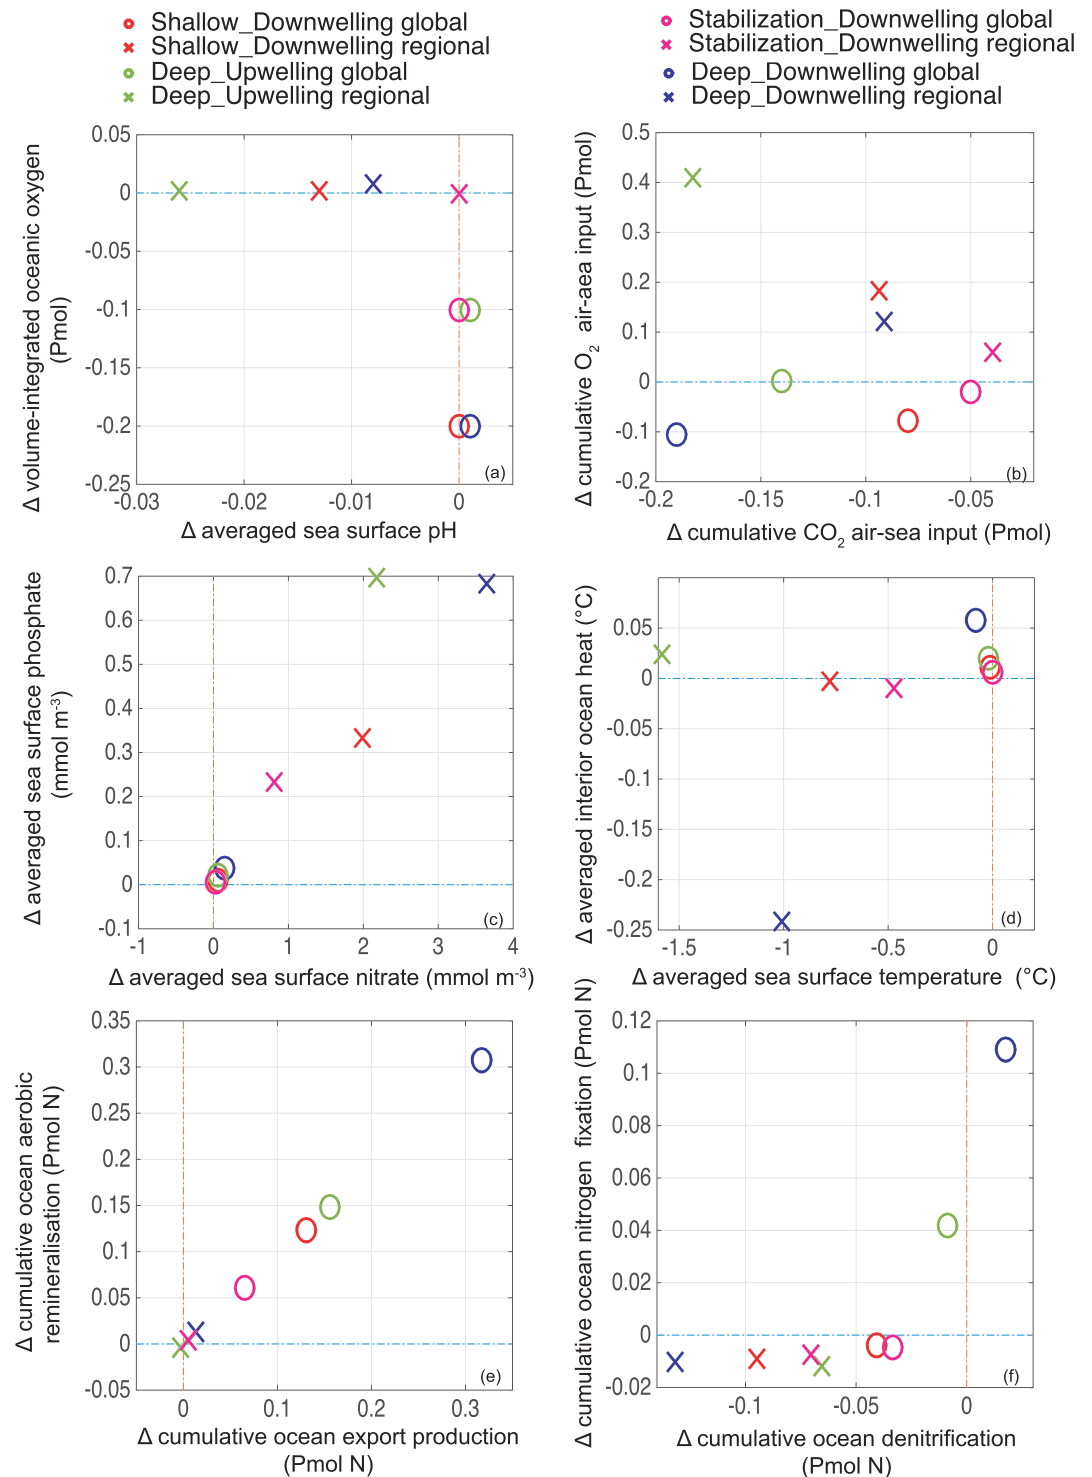 Shallow_Downwelling global
Shallow_Downwelling regional
Deep_Upwelling global
Deep_Upwelling regional
Stabilization_Downwelling global
Stabilization_Downwelling regional
Deep_Downwelling global
Deep_Downwelling regional
Δ volume-integrated oceanic oxygen
(Pmol)
0.05
0
-0.05
-0.1
-0.15
-0.2
-0.25
(a)
-0.03
-0.02
-0.01
0
Δ averaged sea surface pH
Δ cumulative O2 air-aea input (Pmol)
0.5
0.4
0.3
0.2
0.1
0
-0.1
-0.2
(b)
-0.2
-0.15
-0.1
-0.05
Δ cumulative CO2 air-sea input (Pmol)
Δ averaged sea surface phosphate
(mmol m-3)
0.7
0.6
0.5
0.4
0.3
0.2
0.1
0
-0.1
(c)
-1
0
1
2
3
4
Δ averaged sea surface nitrate (mmol m-3)
Δ averaged interior ocean heat (°C)
0.05
0
-0.05
-0.1
-0.15
-0.2
-0.25
(d)
-1.5
-1
-0.5
0
Δ averaged sea surface temperature (°C)
Δ cumulative ocean aerobic
remineralisation (Pmol N)
0.35
0.3
0.25
0.2
0.15
0.1
0.05
0
-0.05
(e)
0
0.1
0.2
0.3
Δ cumulative ocean export production
(Pmol N)
Δ cumulative ocean nitrogen fixation (Pmol N)
0.12
0.1
0.08
0.06
0.04
0.02
0
-0.02
(f)
-0.1
-0.05
0
Δ cumulative ocean denitrification
(Pmol N)